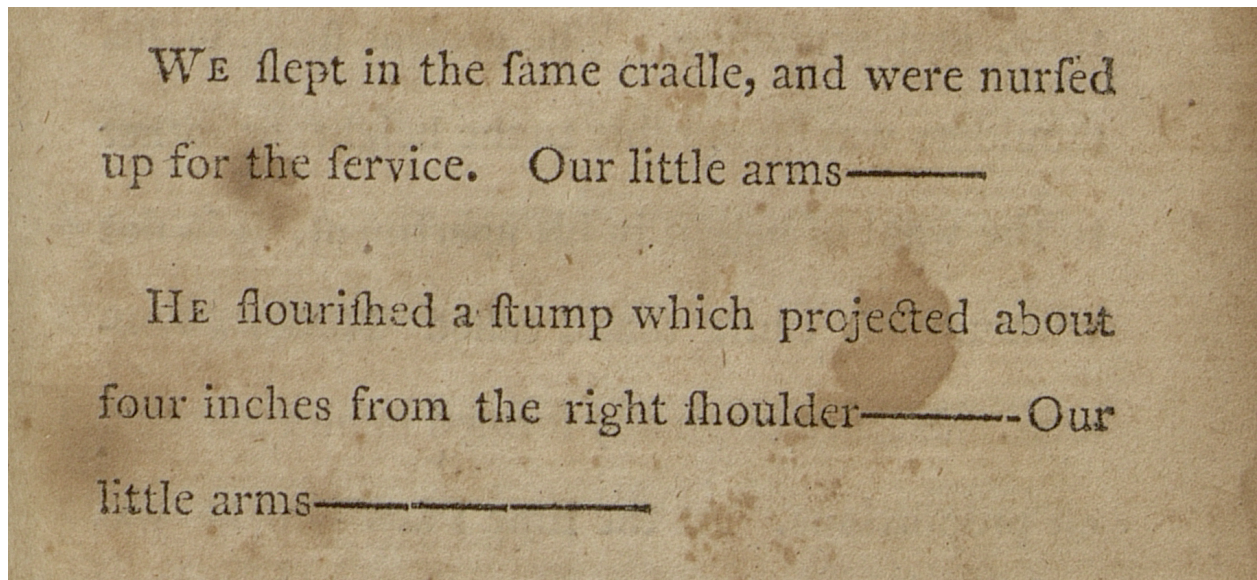 WE ſlept in the ſame cradle, and were nurſed
up for the ſervice. Our little arms———
HE flouriſhed a ſtump which projected about
four inches from the right ſhoulder———-Our
little arms—————